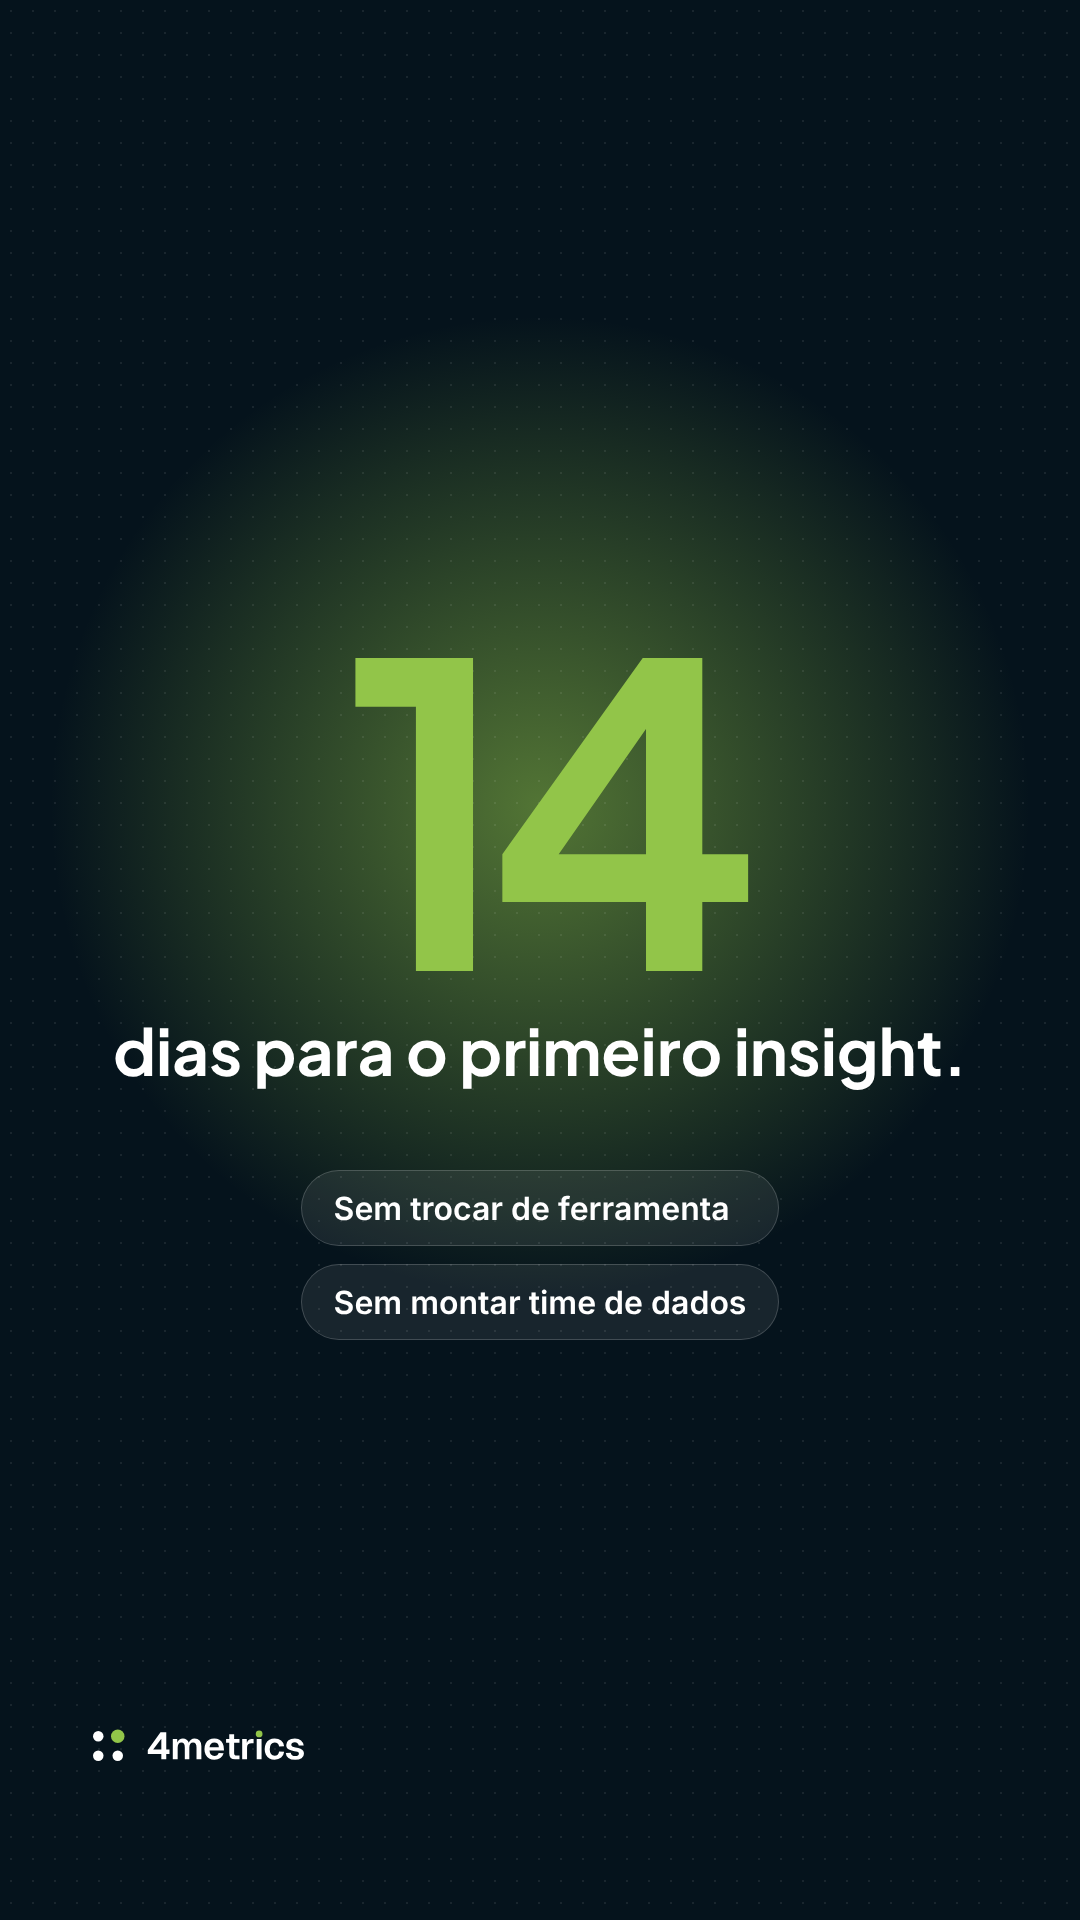 14
dias para o primeiro insight.
Sem trocar de ferramenta
Sem montar time de dados
4metrics